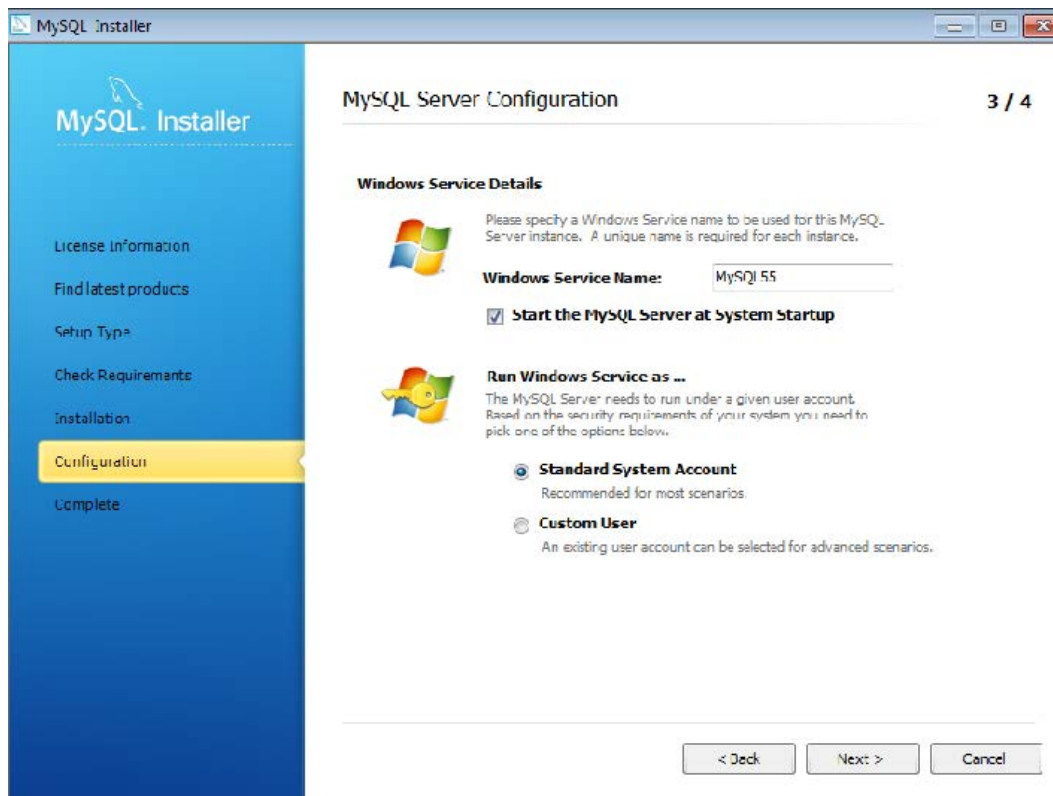 MySQL Installer
MySQL. Installer
MySQL Server Configuration
3 / 4
License Information
Find latest products
Setup Type
Check Requirements
Installation
Configuration
Complete
Windows Service Details
Please specify a Windows Service name to be used for this MySQL
Server instance. A unique name is required for each instance.
Windows Service Name: MySQL55
Start the MySQL Server at System Startup
Run Windows Service as ...
The MySQL Server needs to run under a given user account.
Based on the security requirements of your system you need to
pick one of the options below.
Standard System Account
Recommended for most scenarios
Custom User
An existing user account can be selected for advanced scenarios.
< Back
Next >
Cancel